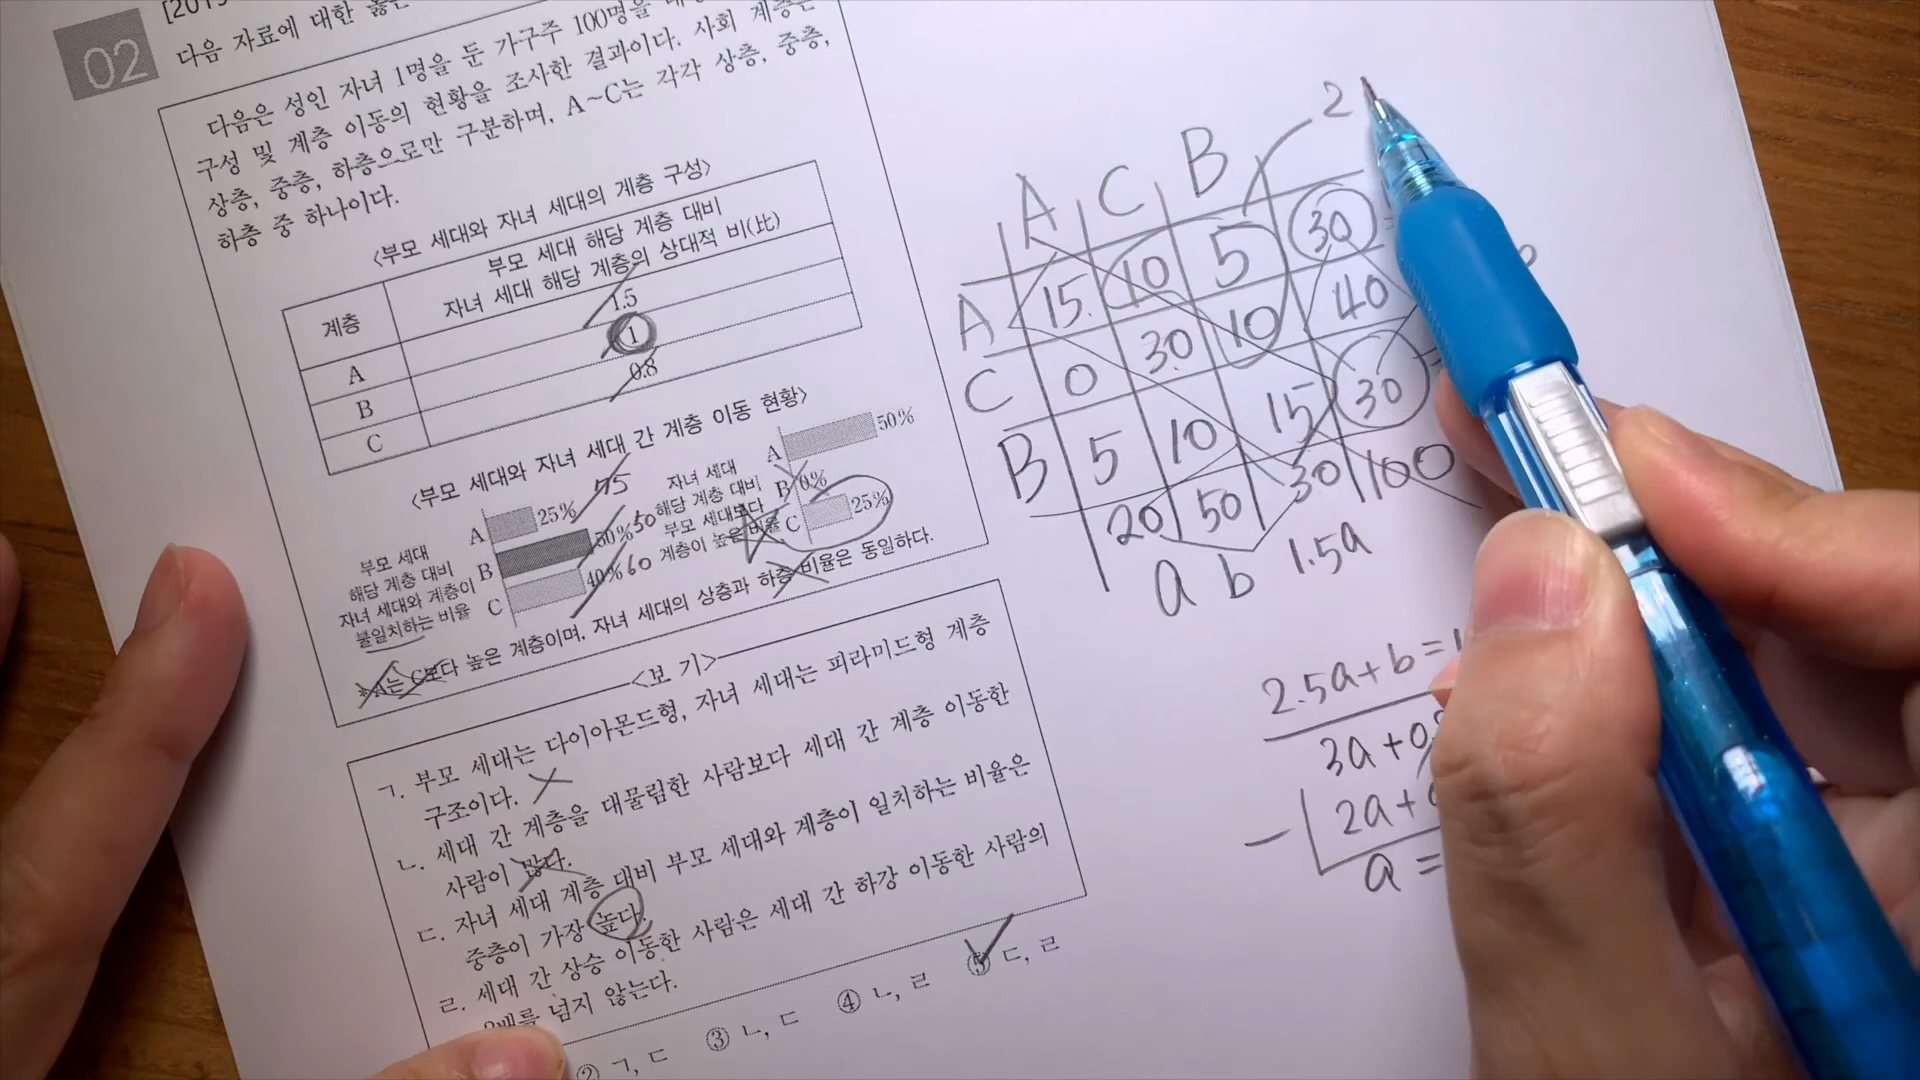 02
[201
다음 자료에 대한 옳은
다음은 성인 자녀 1명을 둔 가구주 100명을
구성 및 계층 이동의 현황을 조사한 결과이다. 사회 계층은
상층, 중층, 하층으로만 구분하며, A~C는 각각 상층, 중층,
하층 중 하나이다.
<부모 세대와 자녀 세대의 계층 구성>
계층
부모 세대 해당 계층 대비
자녀 세대 해당 계층의 상대적 비(比)
A 1.5
B 1
C 0.8
<부모 세대와 자녀 세대 간 계층 이동 현황>
부모 세대
해당 계층 대비
자녀 세대와 계층이
불일치하는 비율
A 25% 75
B 50% 50
C 40% 60
자녀 세대
해당 계층 대비
부모 세대보다
계층이 높은 비율
A 50%
B 0%
C 25%
* A는 C보다 높은 계층이며, 자녀 세대의 상층과 하층 비율은 동일하다.
<보 기>
ㄱ. 부모 세대는 다이아몬드형, 자녀 세대는 피라미드형 계층
구조이다.
ㄴ. 세대 간 계층을 대물림한 사람보다 세대 간 계층 이동한
사람이 많다.
ㄷ. 자녀 세대 계층 대비 부모 세대와 계층이 일치하는 비율은
중층이 가장 높다.
ㄹ. 세대 간 상승 이동한 사람은 세대 간 하강 이동한 사람의
2배를 넘지 않는다.
② ㄱ, ㄷ
③ ㄴ, ㄷ
④ ㄴ, ㄹ
⑤ ㄷ, ㄹ
2
A C B
A 15 10 5 30
C 0 30 10 40
B 5 10 15 30
20 50 30 100
a b 1.5a
2.5a+b=1
3a+0
2a+
a=